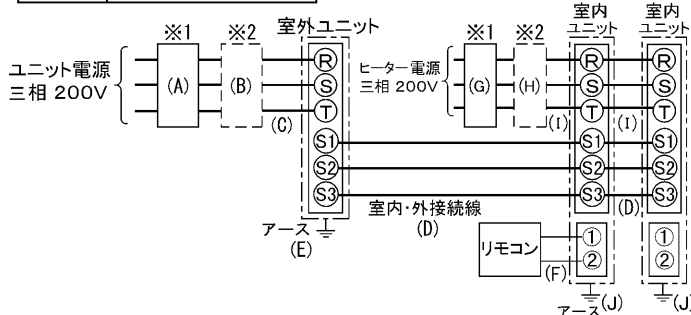 ※1
※2
室外ユニット
ユニット電源
三相 200V
(A)
(B)
(C)
R
S
T
S1
S2
S3
アース
(E)
室内・外接続線
(D)
※1
※2
ヒーター電源
三相 200V
(G)
(H)
(I)
室内
ユニット
R
S
T
S1
S2
S3
(I)
(D)
室内
ユニット
R
S
T
S1
S2
S3
リモコン
(F)
①
②
①
②
アース
(J)
(J)